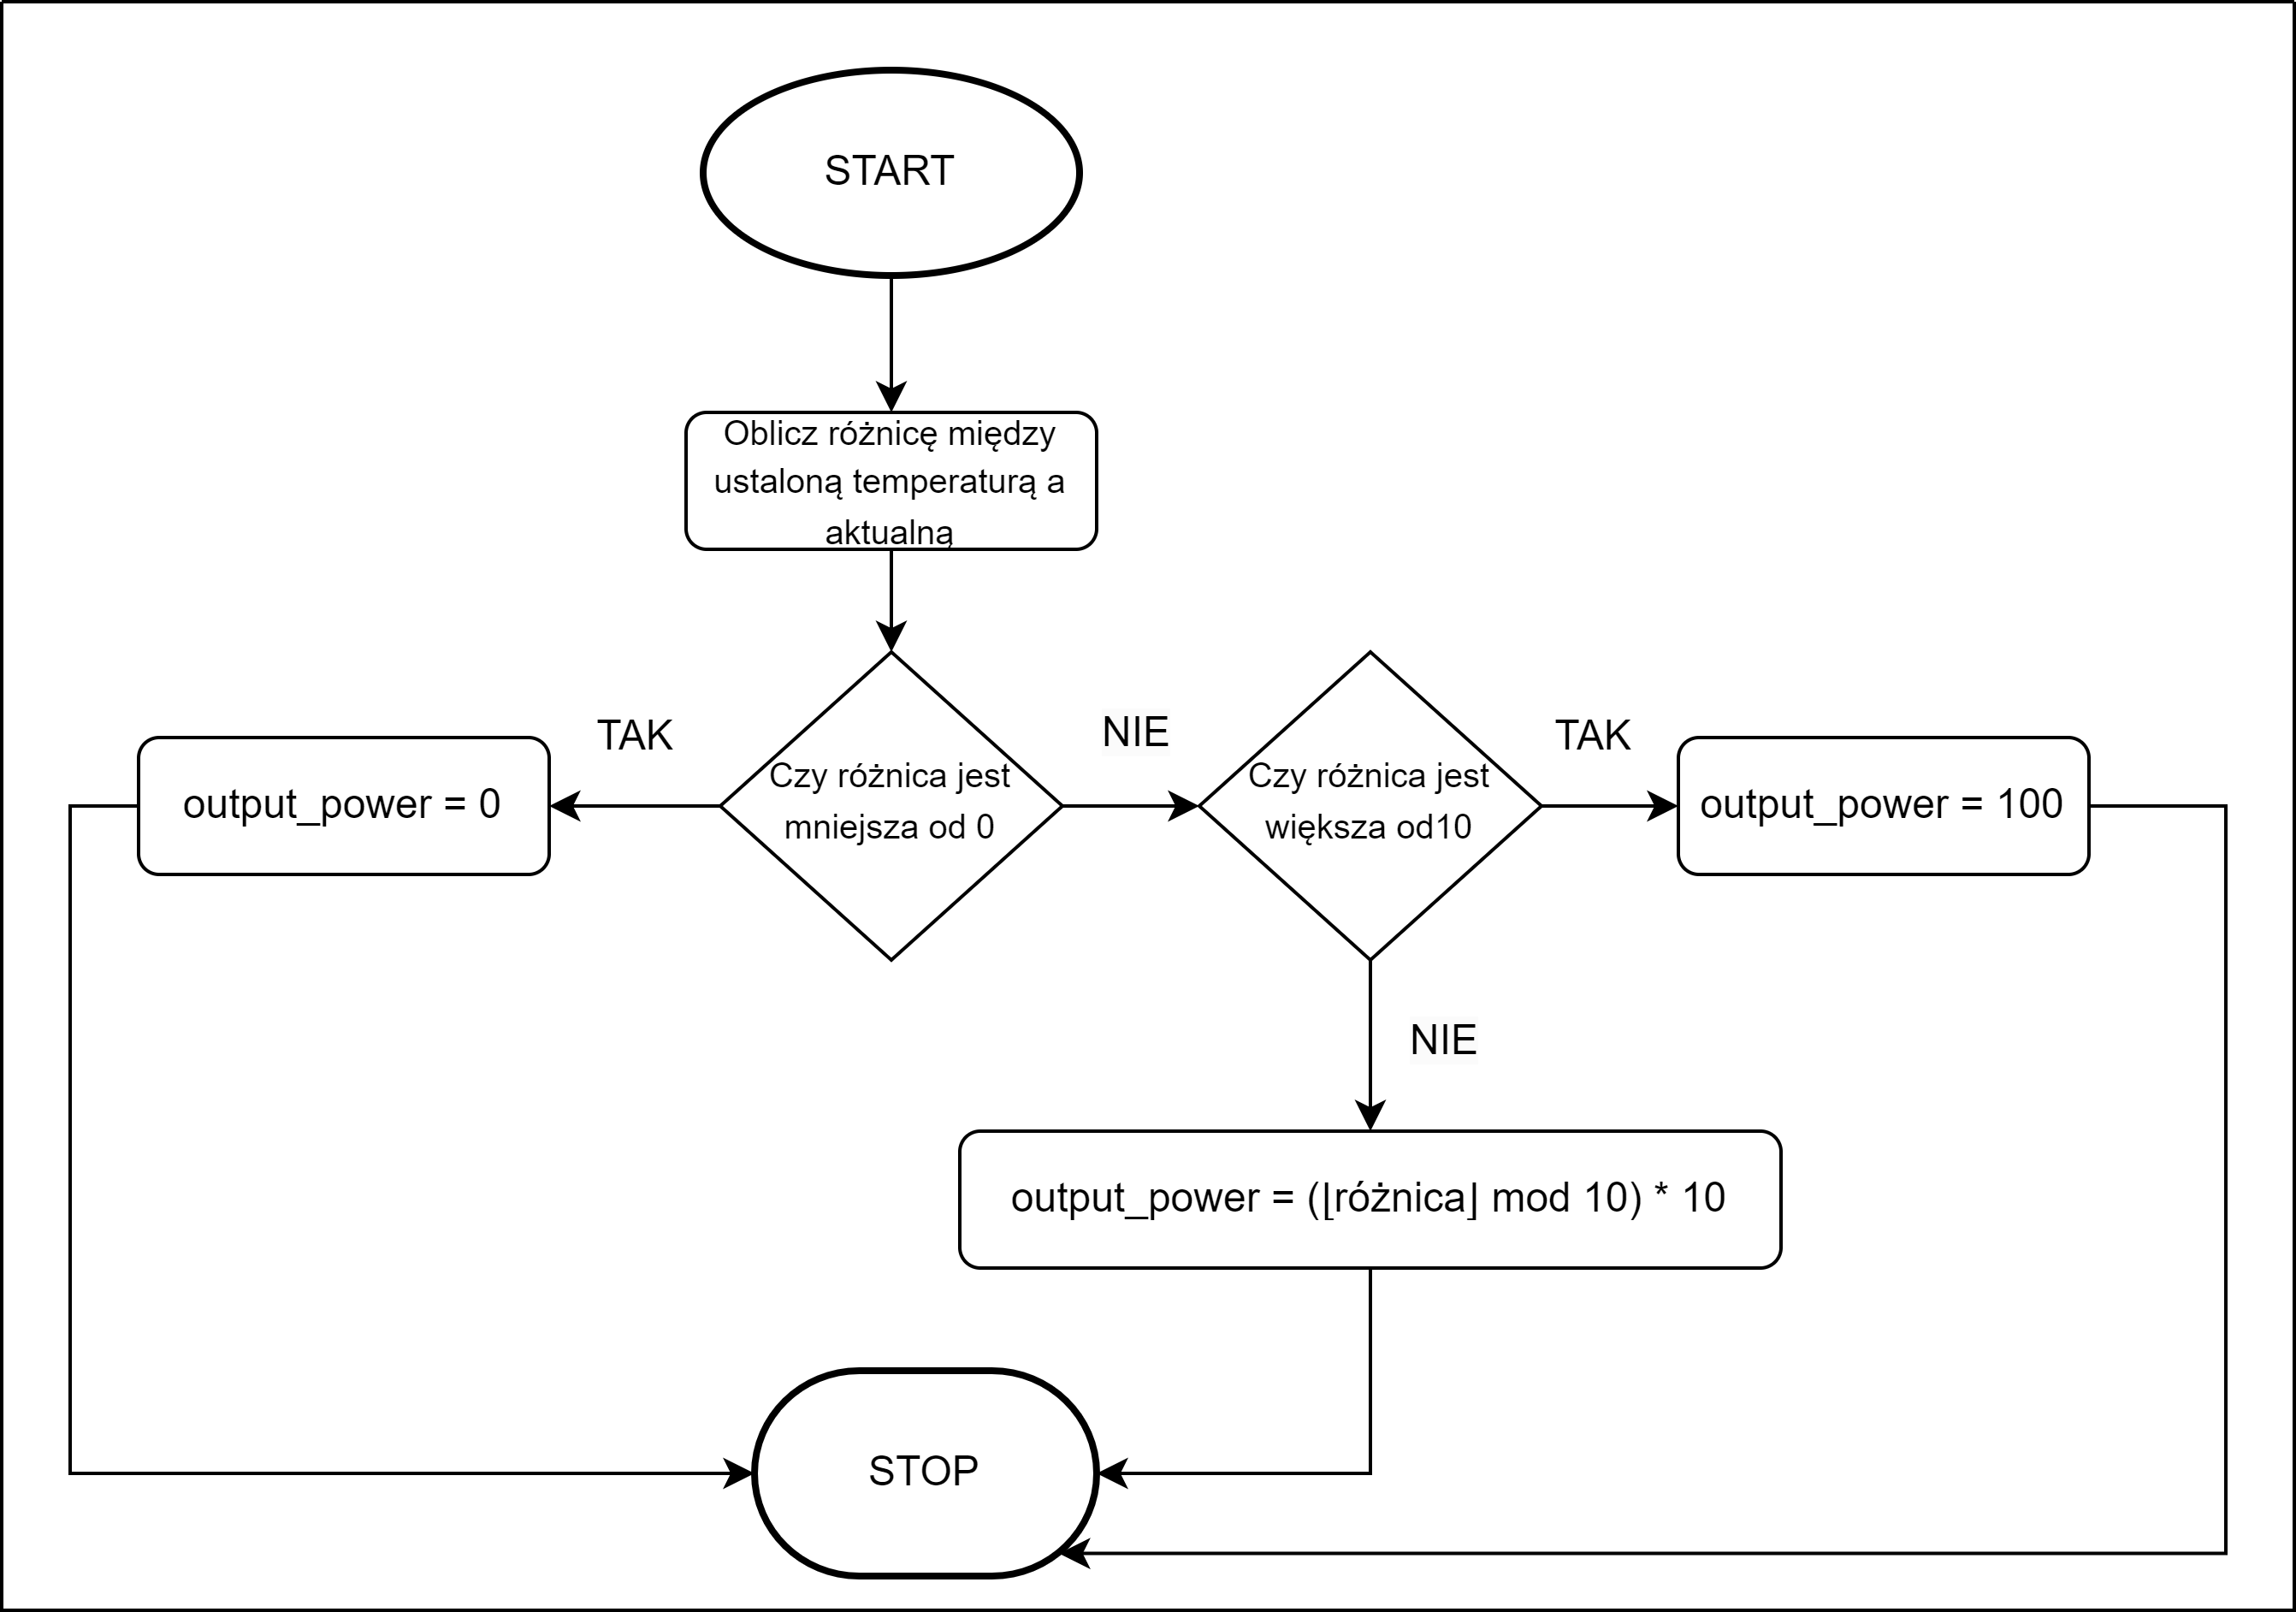 START
Oblicz różnicę między
ustaloną temperaturą a
aktualną
TAK
NIE
TAK
output_power = 0
Czy różnica jest
mniejsza od 0
Czy różnica jest
większa od10
output_power = 100
NIE
output_power = (⌊różnica⌋ mod 10) * 10
STOP